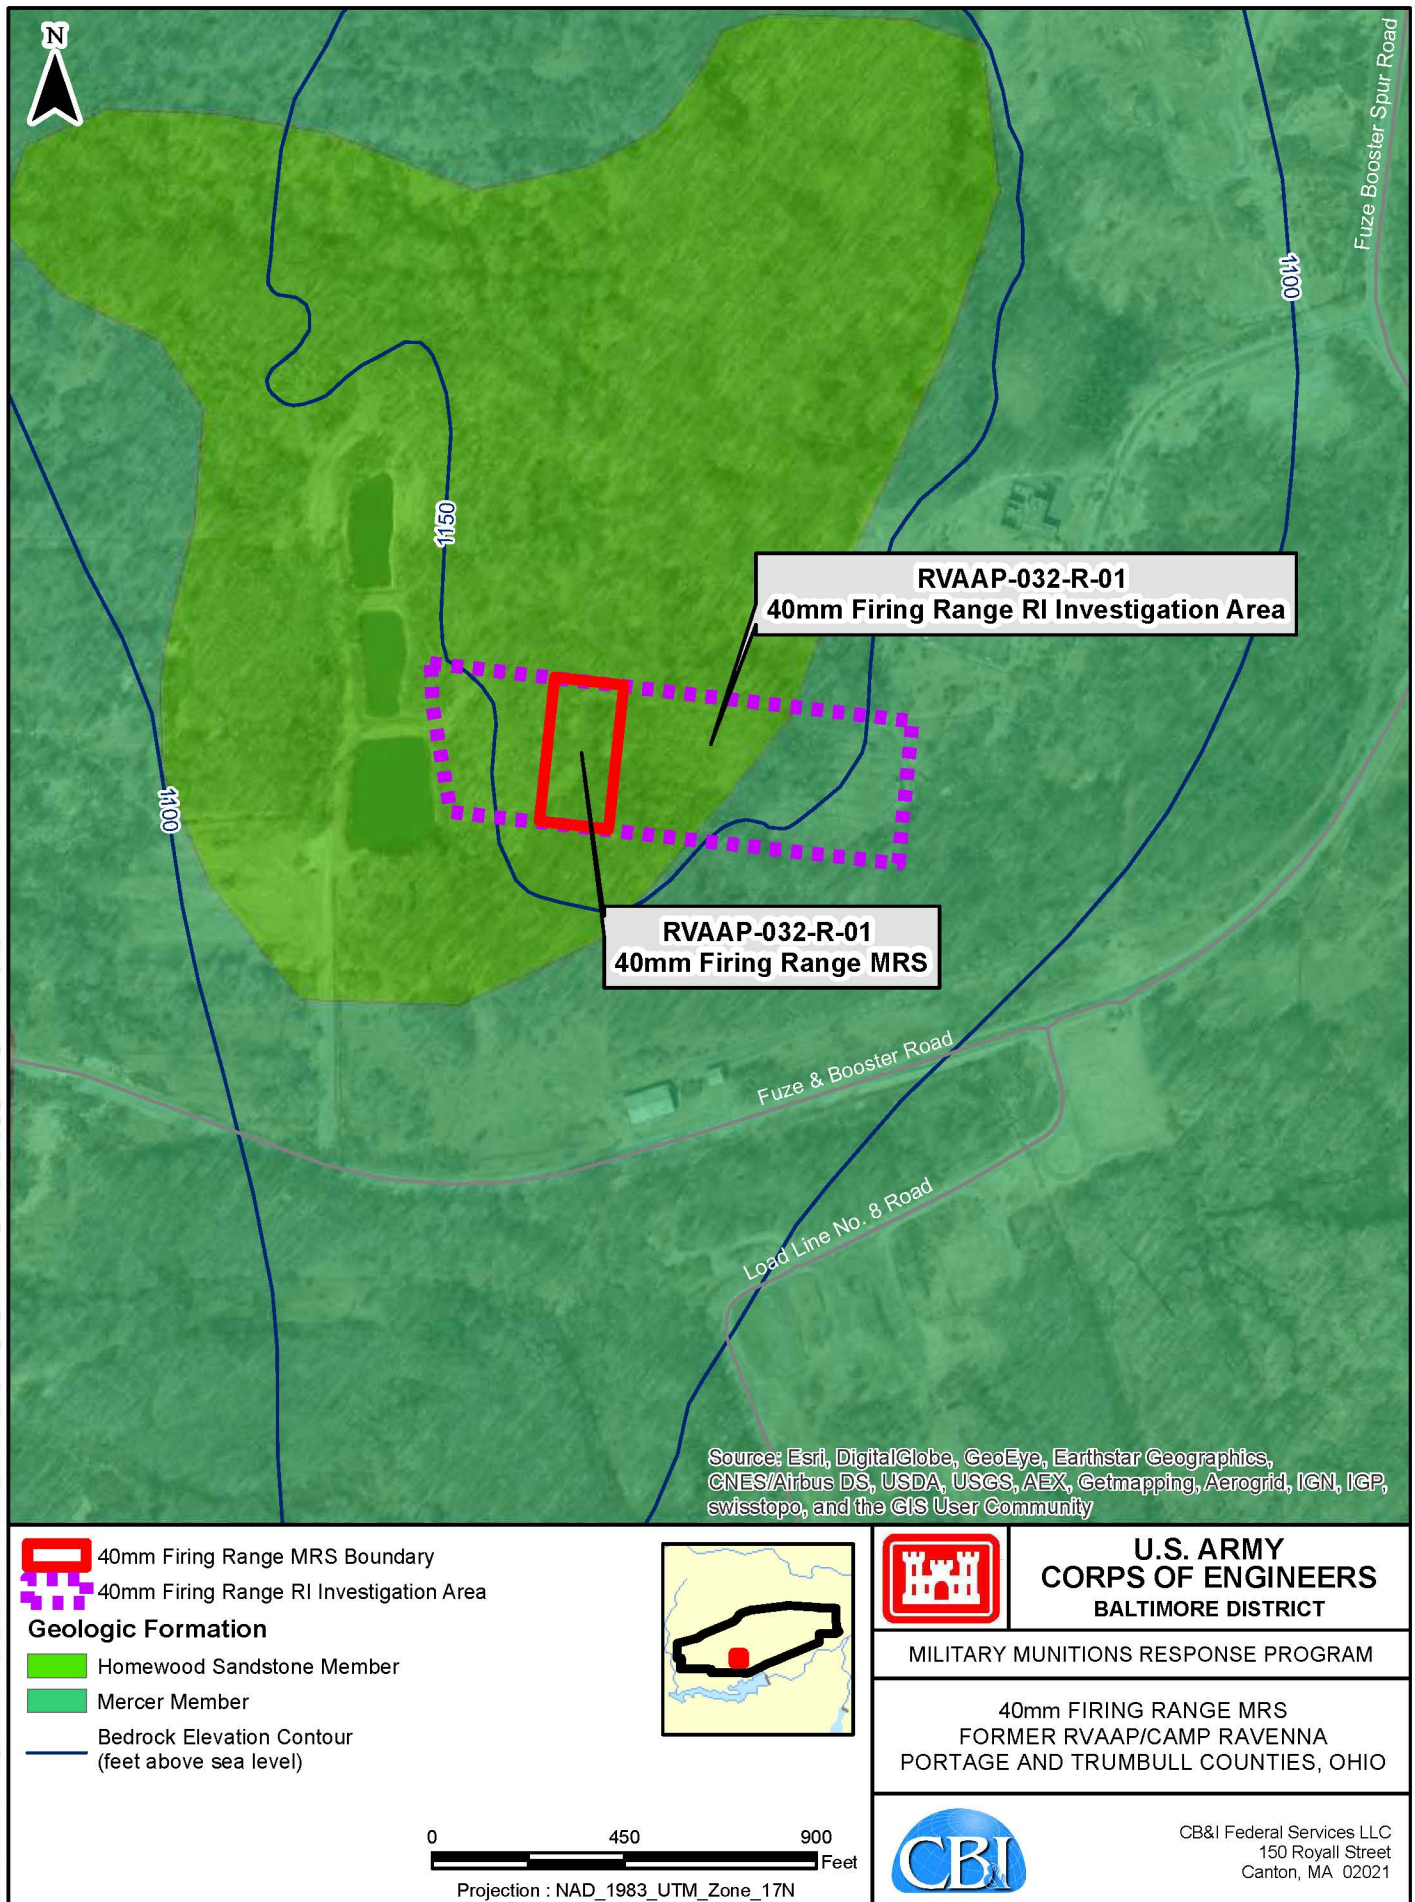 N
Fuze Booster Spur Road
1100
1150
RVAAP-032-R-01
40mm Firing Range RI Investigation Area
1100
RVAAP-032-R-01
40mm Firing Range MRS
Fuze & Booster Road
Load Line No. 8 Road
Source: Esri, DigitalGlobe, GeoEye, Earthstar Geographics,
CNES/Airbus DS, USDA, USGS, AEX, Getmapping, Aerogrid, IGN, IGP,
swisstopo, and the GIS User Community
40mm Firing Range MRS Boundary
40mm Firing Range RI Investigation Area
Geologic Formation
Homewood Sandstone Member
Mercer Member
Bedrock Elevation Contour
(feet above sea level)
0 450 900
Feet
Projection : NAD_1983_UTM_Zone_17N
U.S. ARMY
CORPS OF ENGINEERS
BALTIMORE DISTRICT
MILITARY MUNITIONS RESPONSE PROGRAM
40mm FIRING RANGE MRS
FORMER RVAAP/CAMP RAVENNA
PORTAGE AND TRUMBULL COUNTIES, OHIO
CB&I
CB&I Federal Services LLC
150 Royall Street
Canton, MA 02021